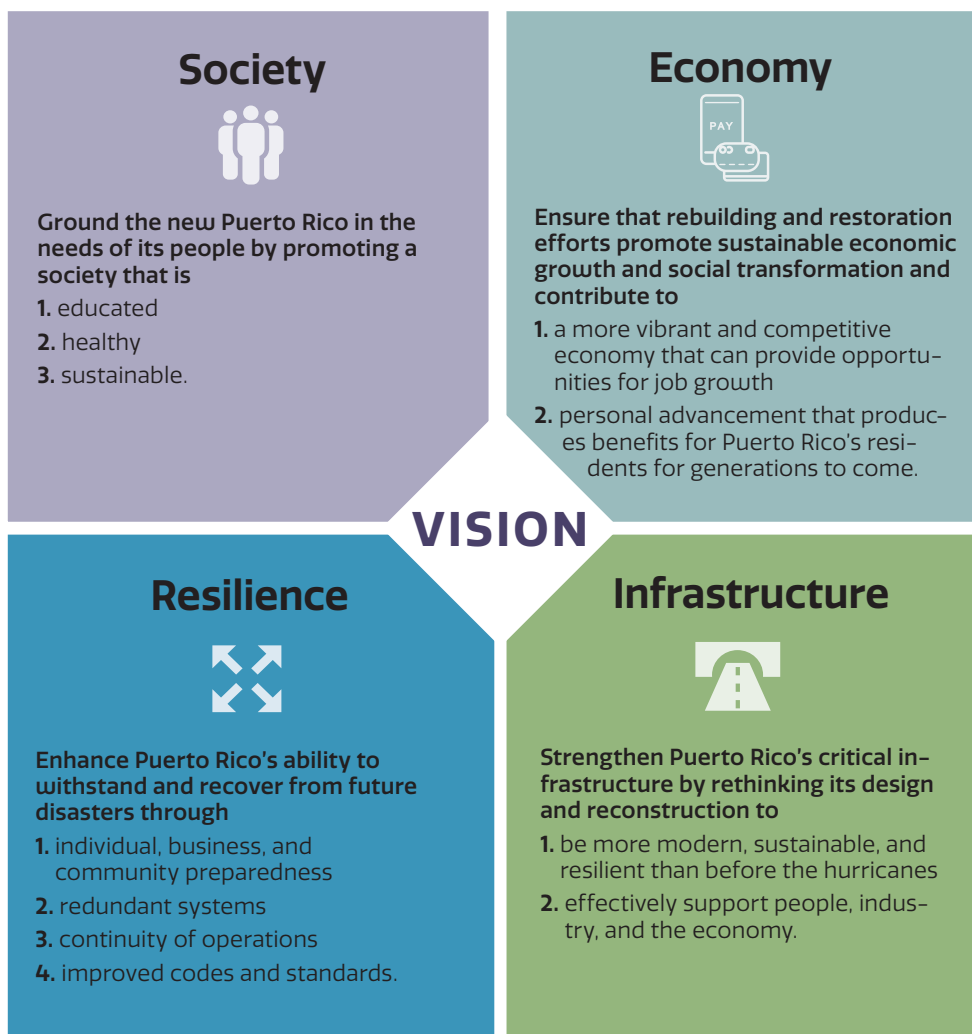 Society
Ground the new Puerto Rico in the
needs of its people by promoting a
society that is
1. educated
2. healthy
3. sustainable.
Economy
PAY
Ensure that rebuilding and restoration
efforts promote sustainable economic
growth and social transformation and
contribute to
1. a more vibrant and competitive
economy that can provide opportu-
nities for job growth
2. personal advancement that produc-
es benefits for Puerto Rico’s resi-
dents for generations to come.
VISION
Resilience
Enhance Puerto Rico’s ability to
withstand and recover from future
disasters through
1. individual, business, and
community preparedness
2. redundant systems
3. continuity of operations
4. improved codes and standards.
Infrastructure
Strengthen Puerto Rico’s critical in-
frastructure by rethinking its design
and reconstruction to
1. be more modern, sustainable, and
resilient than before the hurricanes
2. effectively support people, indus-
try, and the economy.